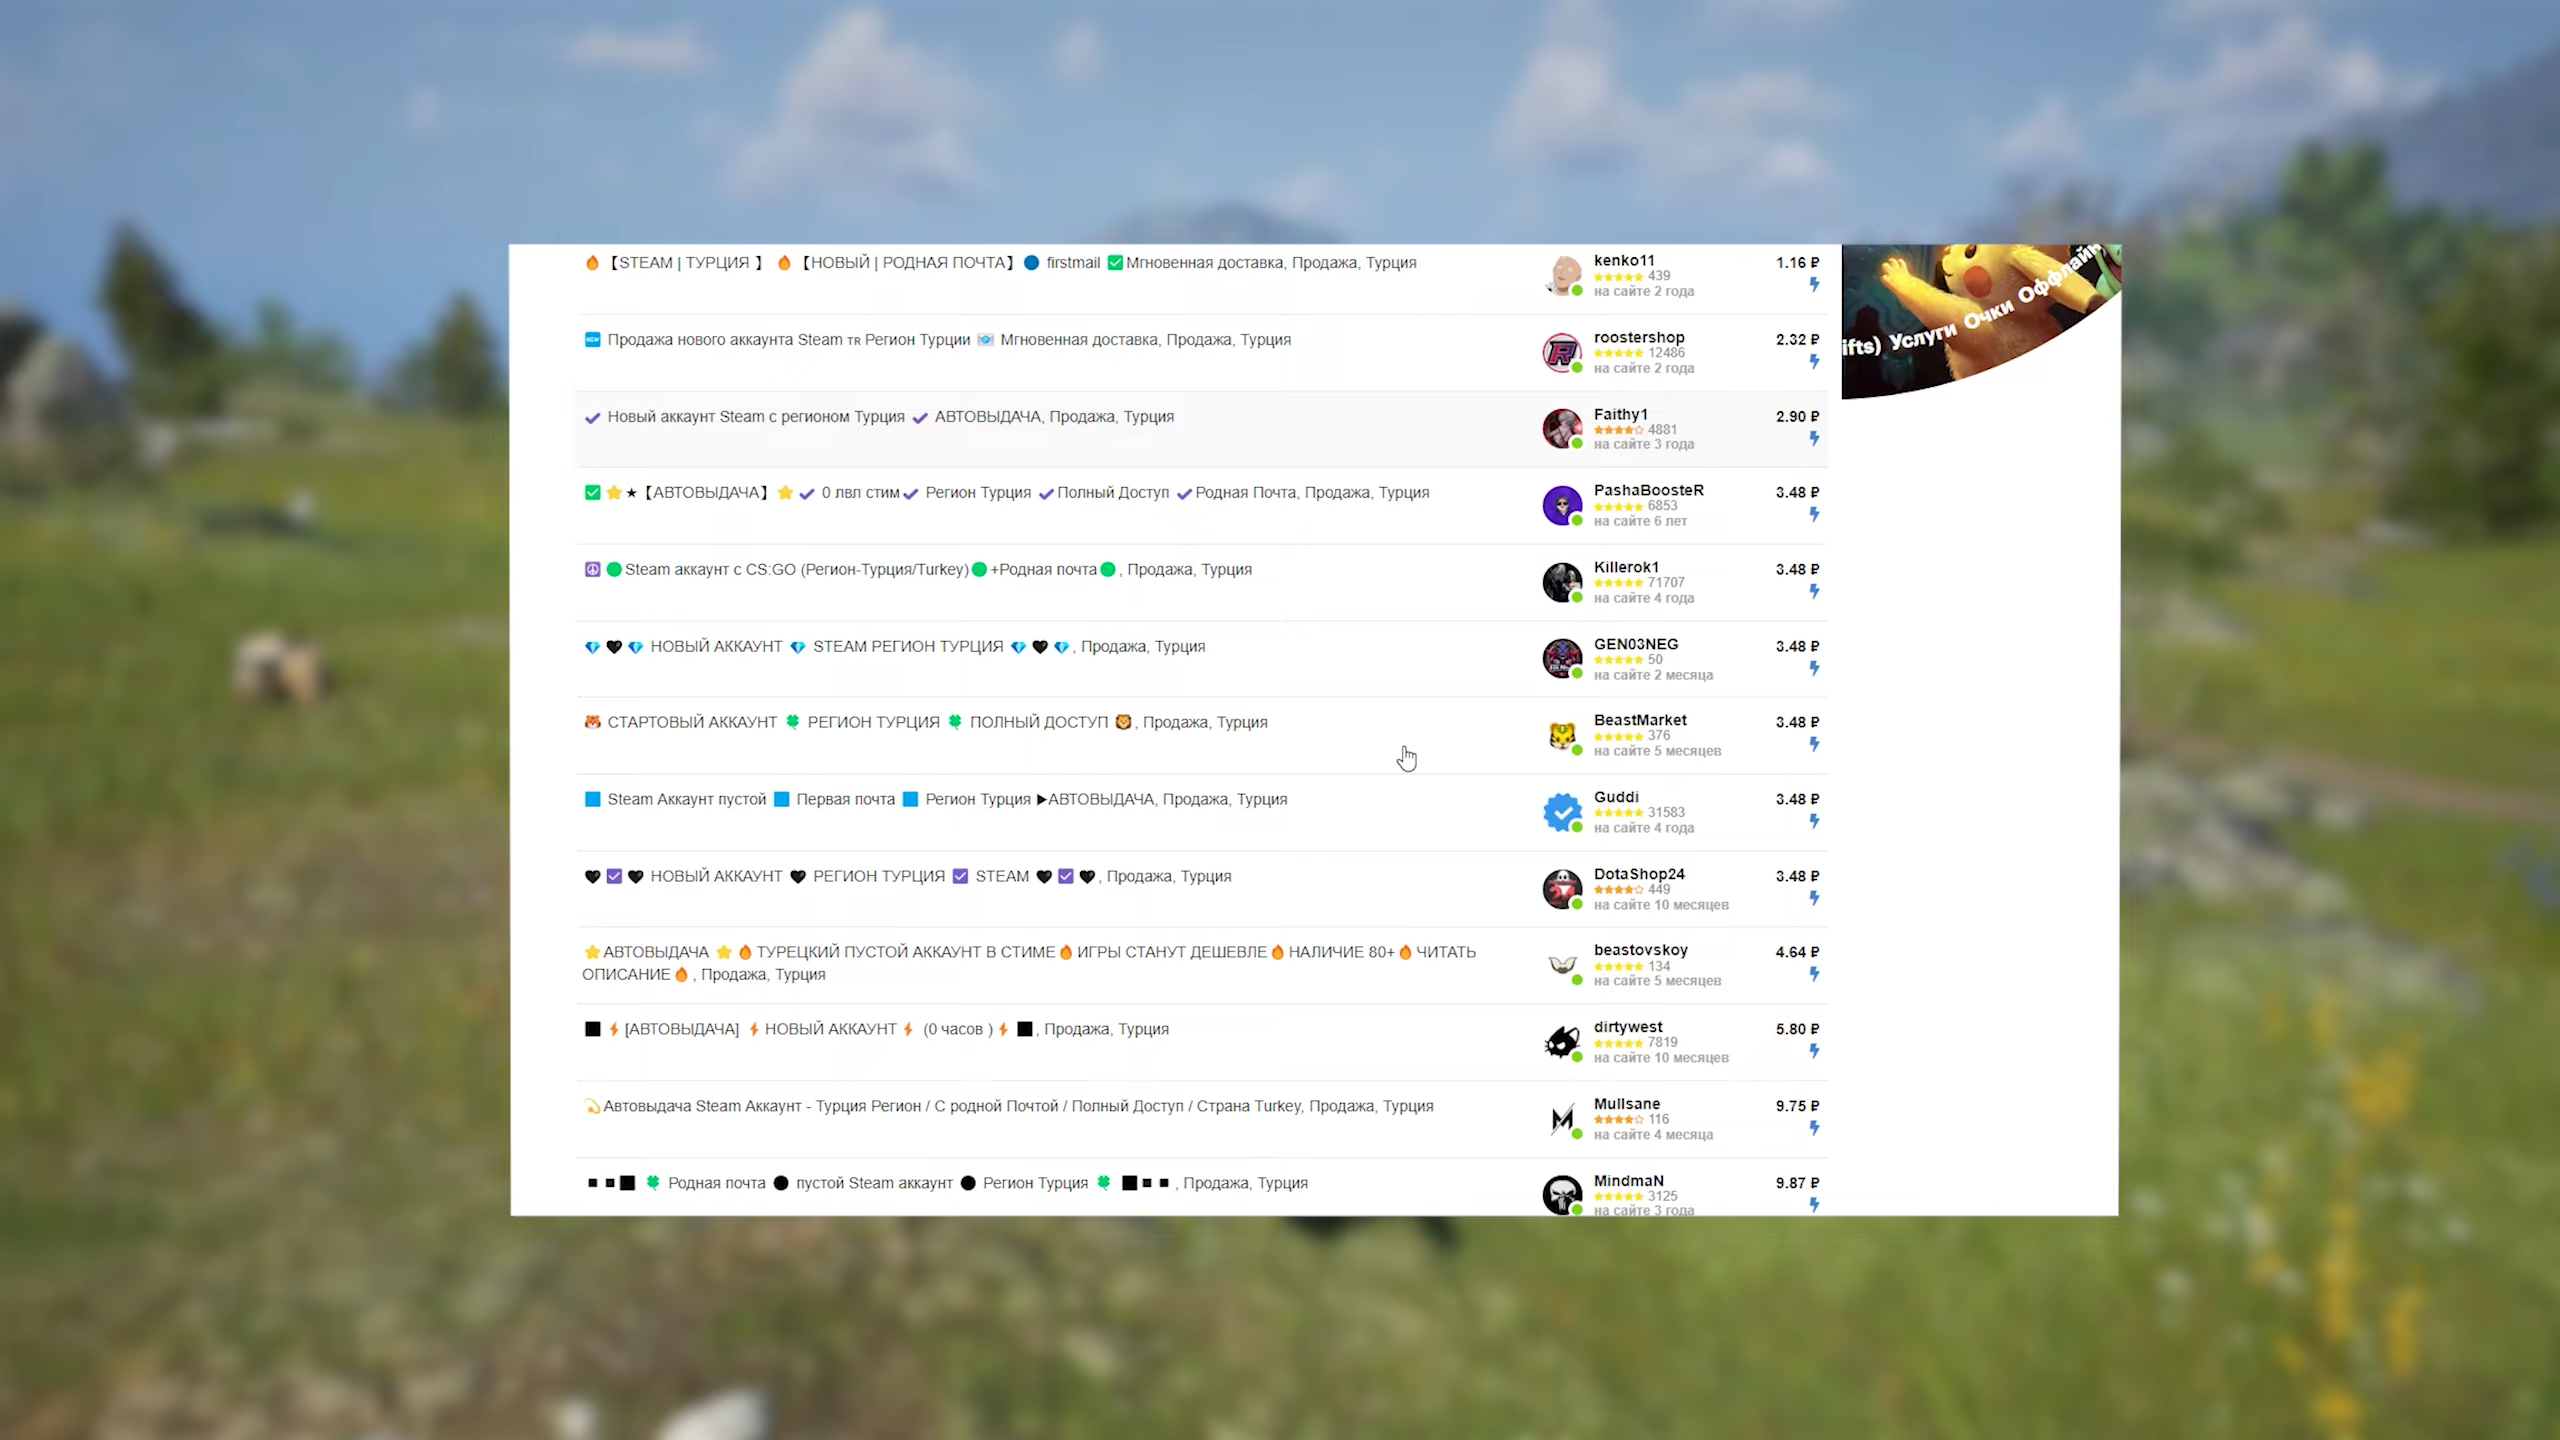 🔥【STEAM | ТУРЦИЯ 】 🔥【НОВЫЙ | РОДНАЯ ПОЧТА】🔵 firstmail ✅Мгновенная доставка, Продажа, Турция
kenko11
439
на сайте 2 года
1.16 ₽
🆕 Продажа нового аккаунта Steam ᴛʀ Регион Турции 📧 Мгновенная доставка, Продажа, Турция
roostershop
12486
на сайте 2 года
2.32 ₽
✔ Новый аккаунт Steam с регионом Турция ✔ АВТОВЫДАЧА, Продажа, Турция
Faithy1
4881
на сайте 3 года
2.90 ₽
✅⭐★【АВТОВЫДАЧА】⭐✔ 0 лвл стим✔ Регион Турция ✔Полный Доступ ✔Родная Почта, Продажа, Турция
PashaBoosteR
6853
на сайте 6 лет
3.48 ₽
☮🟢Steam аккаунт с CS:GO (Регион-Турция/Turkey)🟢+Родная почта🟢, Продажа, Турция
Killerok1
71707
на сайте 4 года
3.48 ₽
💎🖤💎 НОВЫЙ АККАУНТ 💎 STEAM РЕГИОН ТУРЦИЯ 💎🖤💎, Продажа, Турция
GEN03NEG
50
на сайте 2 месяца
3.48 ₽
🐯 СТАРТОВЫЙ АККАУНТ 🍀 РЕГИОН ТУРЦИЯ 🍀 ПОЛНЫЙ ДОСТУП 🦁, Продажа, Турция
BeastMarket
376
на сайте 5 месяцев
3.48 ₽
🟦 Steam Аккаунт пустой 🟦 Первая почта 🟦 Регион Турция ▶АВТОВЫДАЧА, Продажа, Турция
Guddi
31583
на сайте 4 года
3.48 ₽
🖤☑🖤 НОВЫЙ АККАУНТ 🖤 РЕГИОН ТУРЦИЯ ☑ STEAM 🖤☑🖤, Продажа, Турция
DotaShop24
449
на сайте 10 месяцев
3.48 ₽
⭐АВТОВЫДАЧА ⭐🔥ТУРЕЦКИЙ ПУСТОЙ АККАУНТ В СТИМЕ🔥ИГРЫ СТАНУТ ДЕШЕВЛЕ🔥НАЛИЧИЕ 80+🔥ЧИТАТЬ
ОПИСАНИЕ🔥, Продажа, Турция
beastovskoy
134
на сайте 5 месяцев
4.64 ₽
⬛ ⚡[АВТОВЫДАЧА] ⚡НОВЫЙ АККАУНТ⚡ (0 часов )⚡⬛, Продажа, Турция
dirtywest
7819
на сайте 10 месяцев
5.80 ₽
💫Автовыдача Steam Аккаунт - Турция Регион / С родной Почтой / Полный Доступ / Страна Turkey, Продажа, Турция
Mullsane
116
на сайте 4 месяца
9.75 ₽
▪◾⬛ 🍀 Родная почта ⚫ пустой Steam аккаунт ⚫ Регион Турция 🍀 ⬛◾▪, Продажа, Турция
MindmaN
3125
на сайте 3 года
9.87 ₽
ifts) Услуги Очки Оффлайн